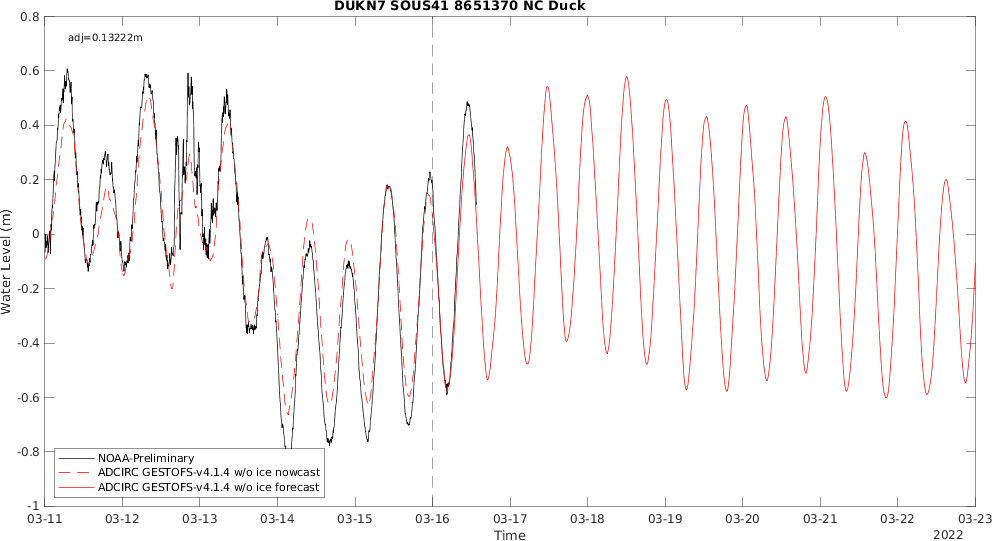 DUKN7 SOUS41 8651370 NC Duck
adj=0.13222m
0.8
0.6
0.4
0.2
0
-0.2
-0.4
-0.6
-0.8
-1
Water Level (m)
NOAA-Preliminary
ADCIRC GESTOFS-v4.1.4 w/o ice nowcast
ADCIRC GESTOFS-v4.1.4 w/o ice forecast
03-11 03-12 03-13 03-14 03-15 03-16 03-17 03-18 03-19 03-20 03-21 03-22 03-23
Time
2022